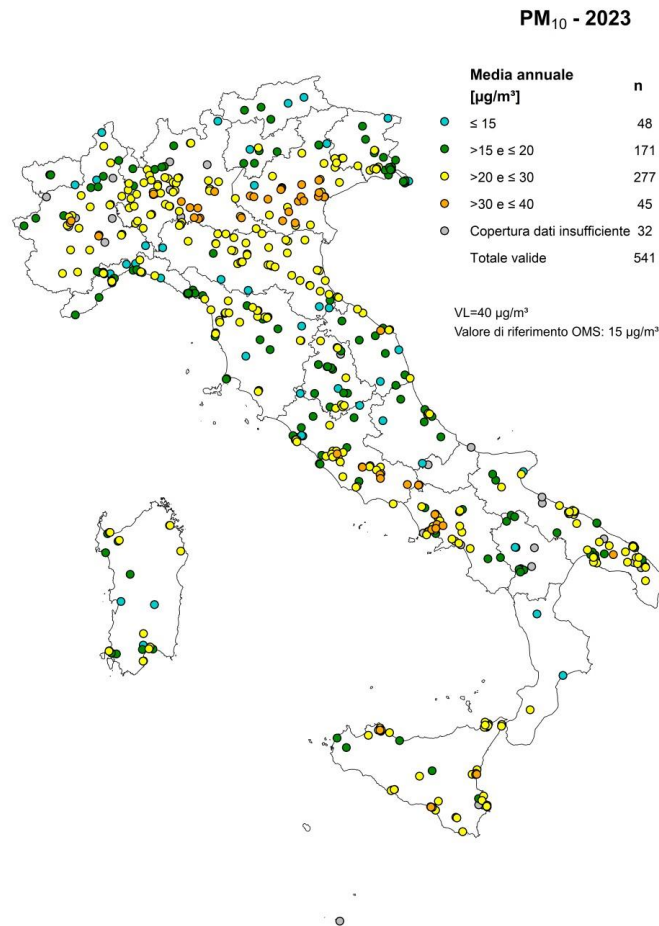 PM₁₀ - 2023
Media annuale
[µg/m³] n
≤ 15 48
>15 e ≤ 20 171
>20 e ≤ 30 277
>30 e ≤ 40 45
Copertura dati insufficiente 32
Totale valide 541
VL=40 µg/m³
Valore di riferimento OMS: 15 µg/m³